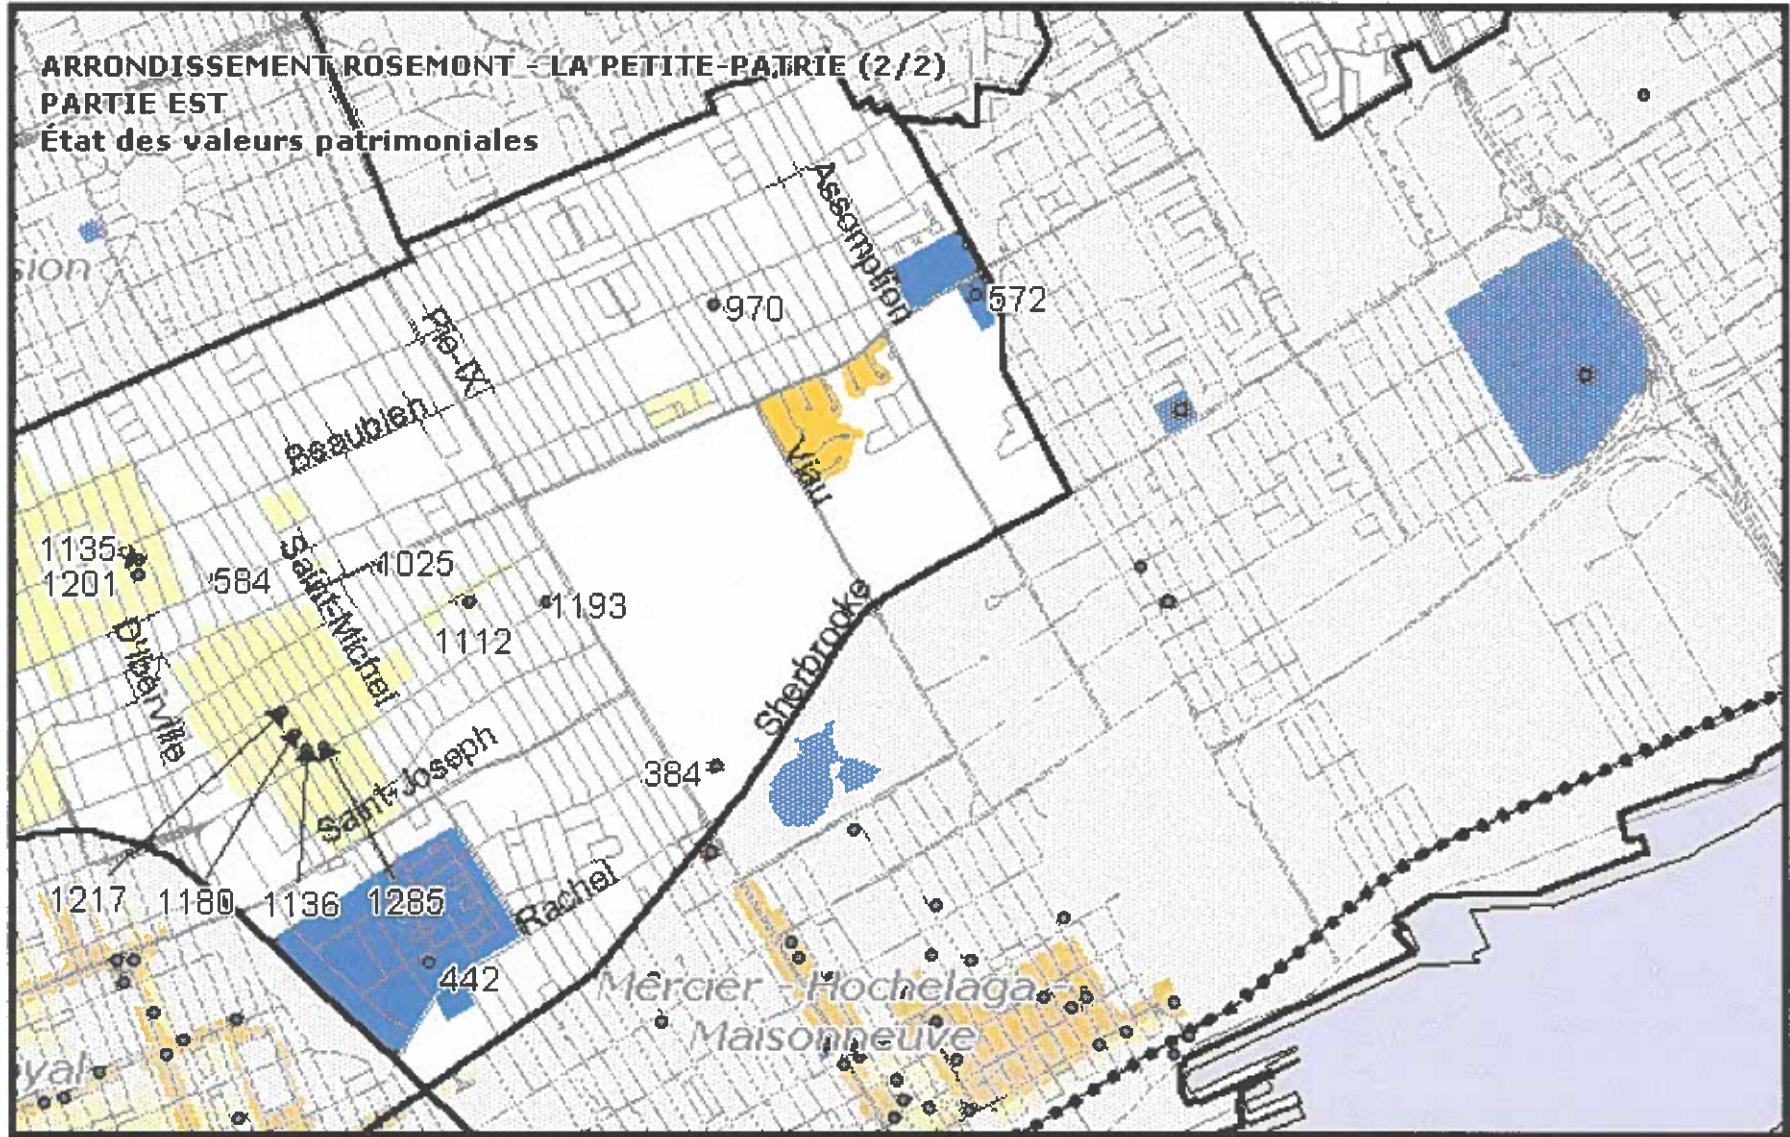 ARRONDISSEMENT ROSEMONT - LA PETITE-PATRIE (2/2)
PARTIE EST
État des valeurs patrimoniales
Assomption
sion
970
572
Pie-IX
Beaubien
Viau
1135
1201
584
Saint-Michel
1025
1193
1112
D'Iberville
Sherbrooke
Saint-Joseph
384
1217
1180
1136
1285
Rachel
442
Mercier - Hochelaga -
Maisonneuve
yal